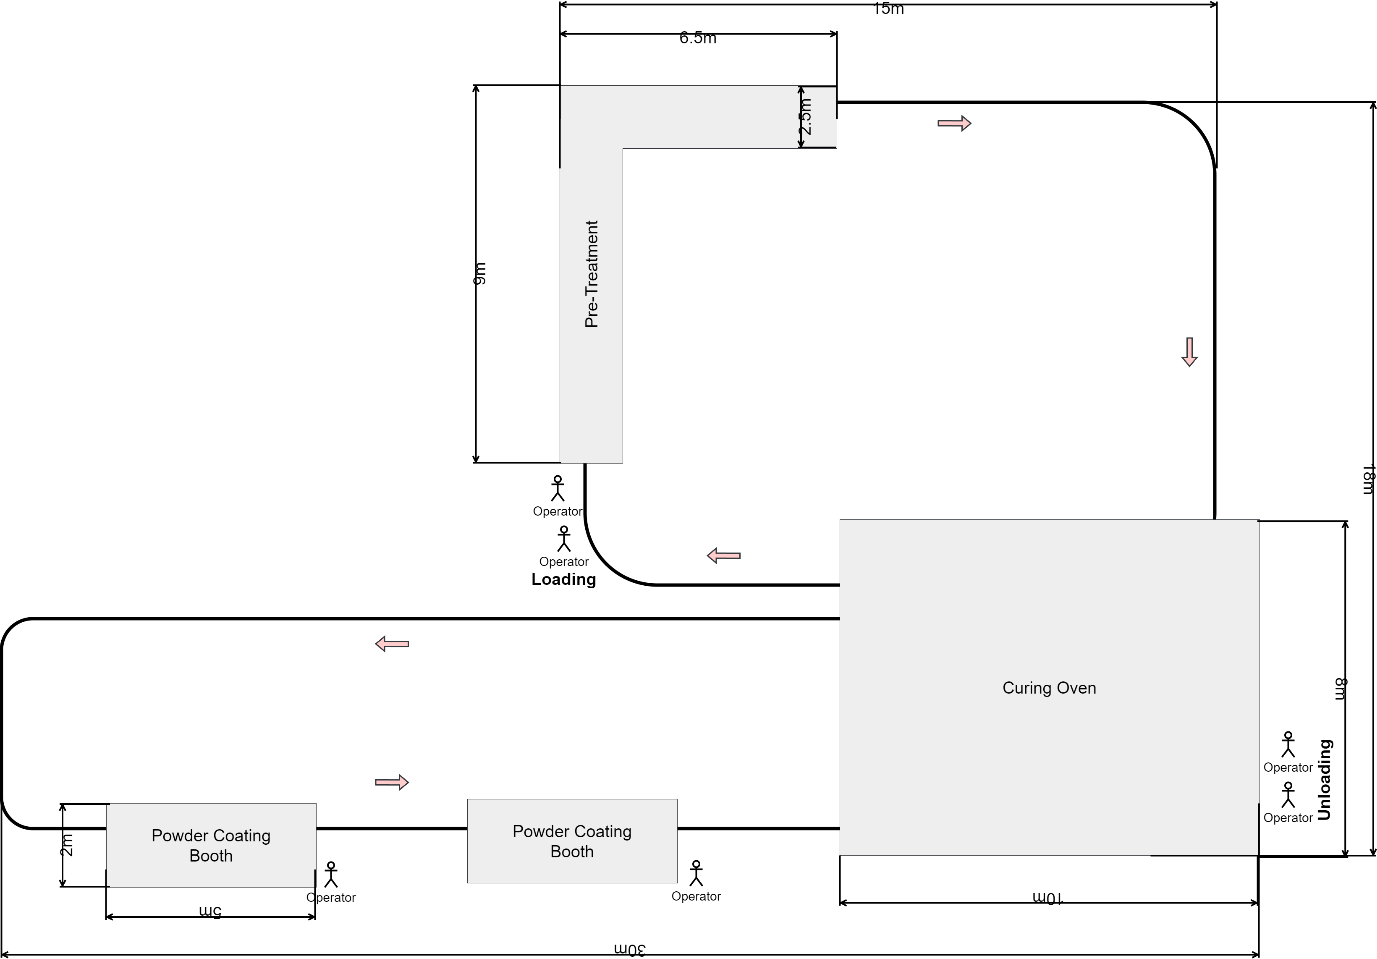 15m
6.5m
2.5m
9m
Pre-Treatment
18m
Operator
Operator
Loading
Curing Oven
8m
Operator
Operator
Unloading
Powder Coating
Booth
Powder Coating
Booth
2m
Operator
Operator
5m
10m
30m